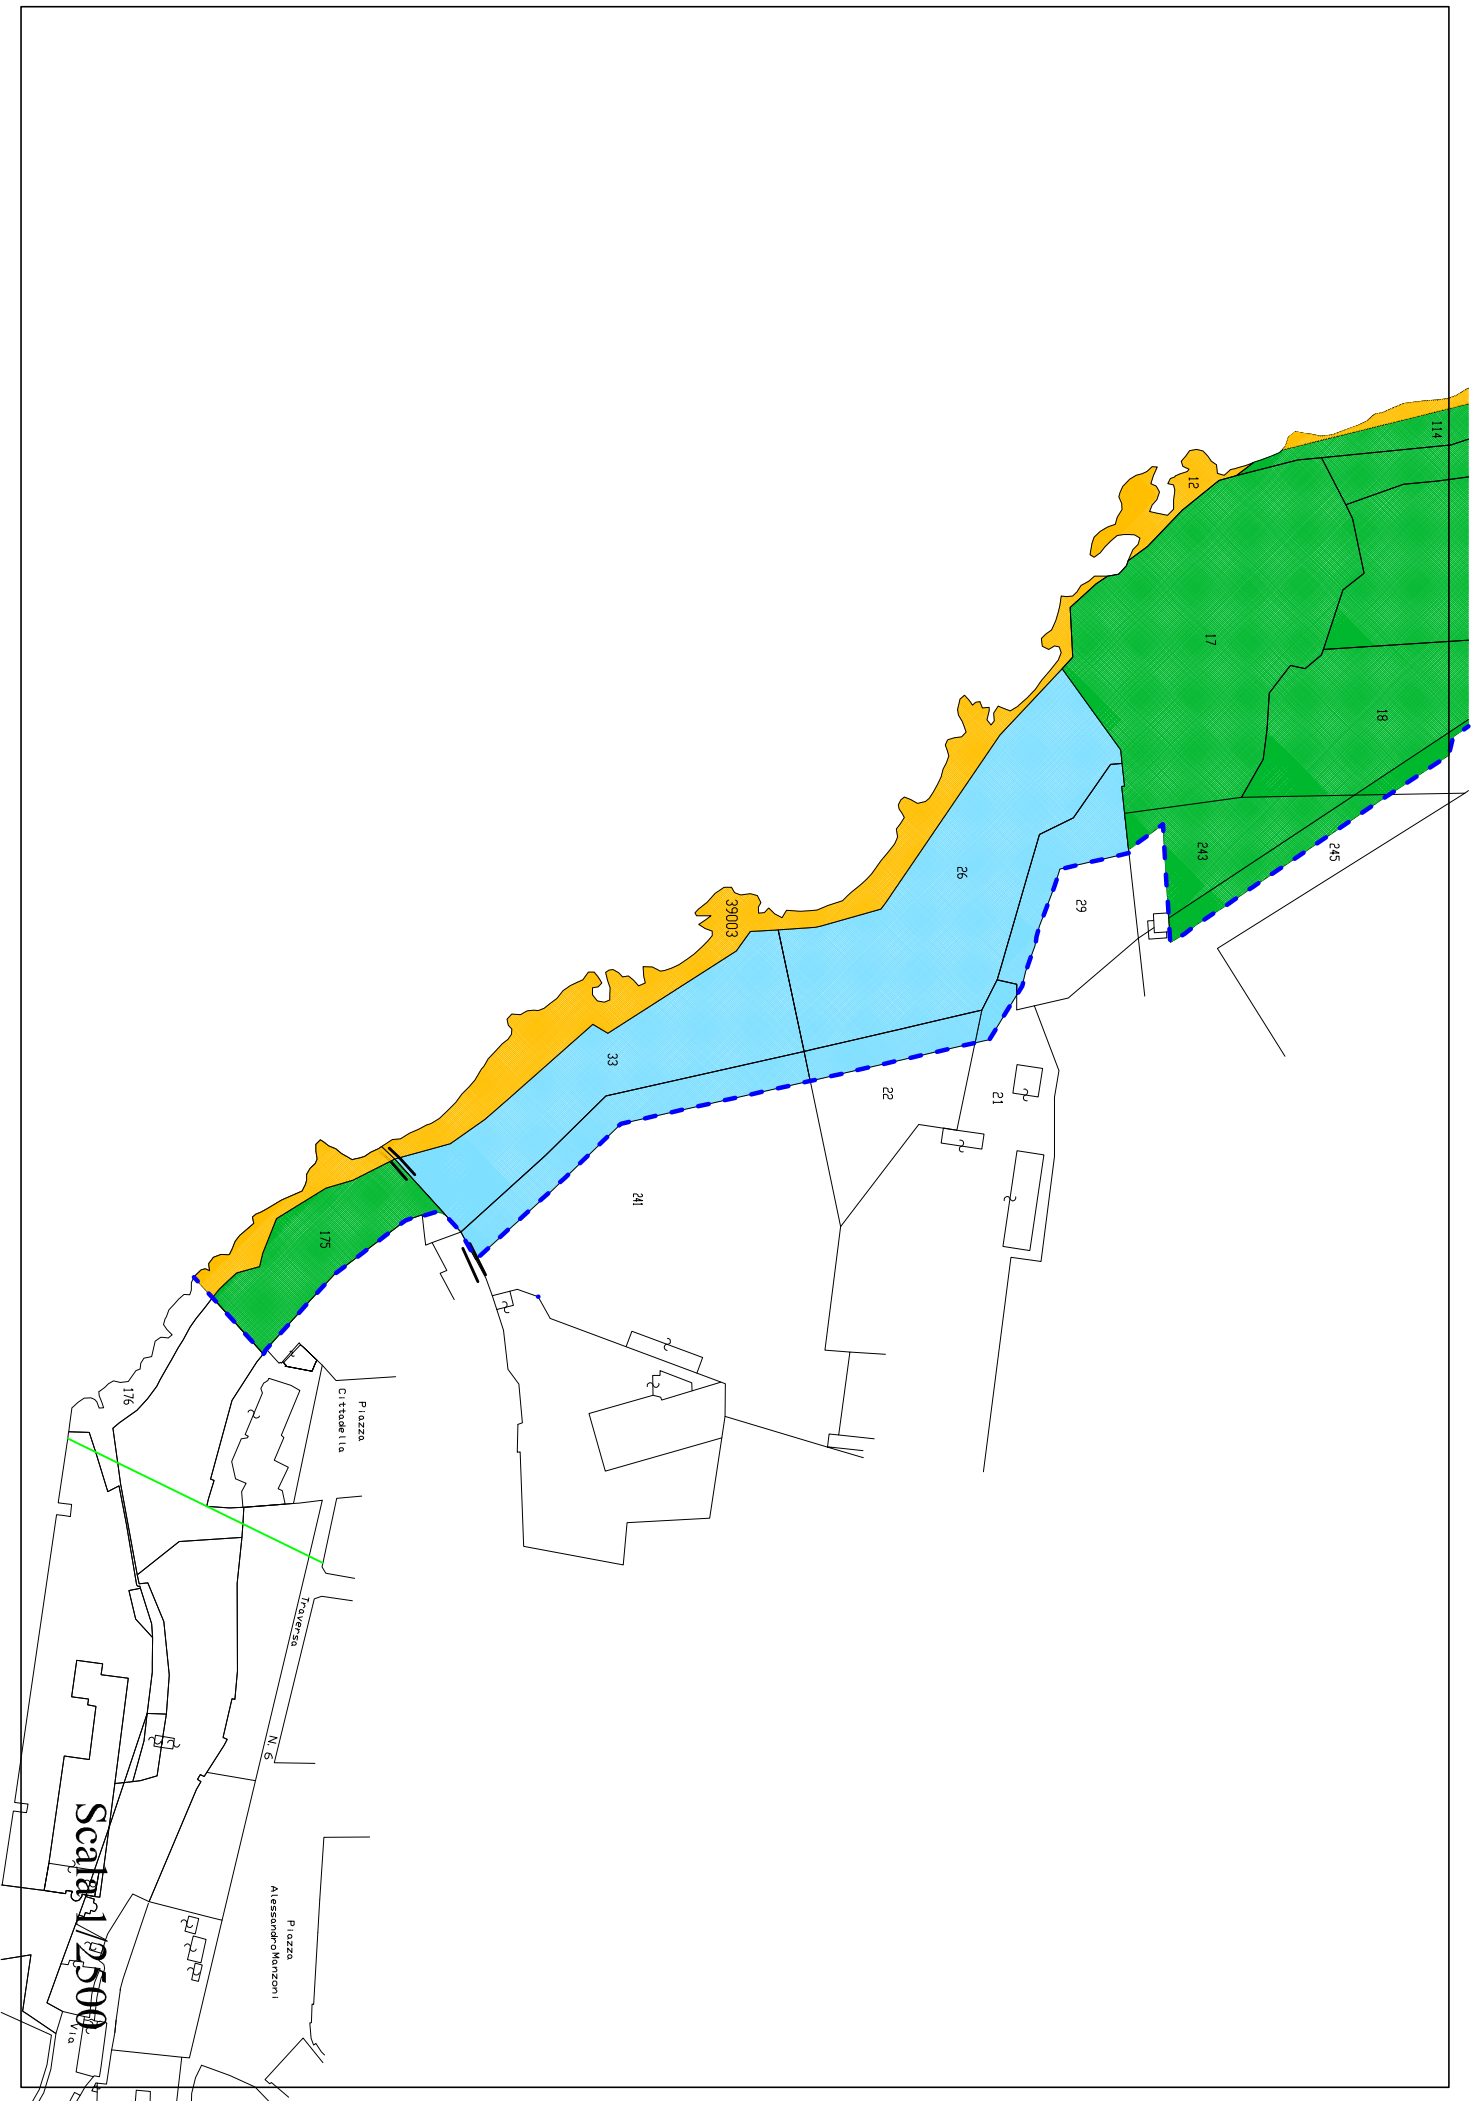 114
12
17
18
243
245
26
29
39003
33
22
21
241
175
176
Piazza
Cittadella
Traversa
N. 6
Piazza
Alessandro Manzoni
Via
Scala 1/2500